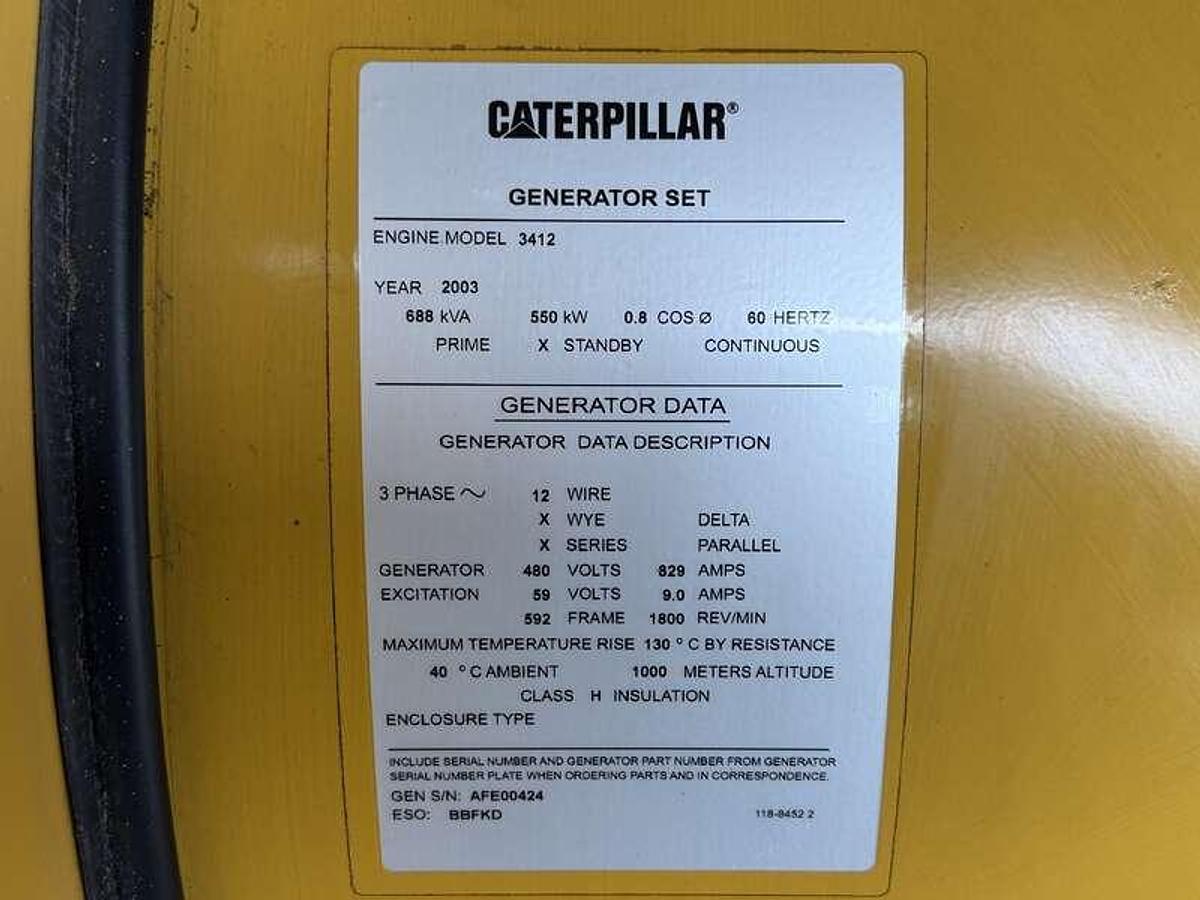 CATERPILLAR®
GENERATOR SET
ENGINE MODEL 3412
YEAR 2003
688 kVA 550 kW 0.8 COS Ø 60 HERTZ
PRIME X STANDBY CONTINUOUS
GENERATOR DATA
GENERATOR DATA DESCRIPTION
3 PHASE ~ 12 WIRE
X WYE DELTA
X SERIES PARALLEL
GENERATOR 480 VOLTS 829 AMPS
EXCITATION 59 VOLTS 9.0 AMPS
592 FRAME 1800 REV/MIN
MAXIMUM TEMPERATURE RISE 130 ° C BY RESISTANCE
40 ° C AMBIENT 1000 METERS ALTITUDE
CLASS H INSULATION
ENCLOSURE TYPE
INCLUDE SERIAL NUMBER AND GENERATOR PART NUMBER FROM GENERATOR
SERIAL NUMBER PLATE WHEN ORDERING PARTS AND IN CORRESPONDENCE.
GEN S/N: AFE00424
ESO: BBFKD 118-8452 2